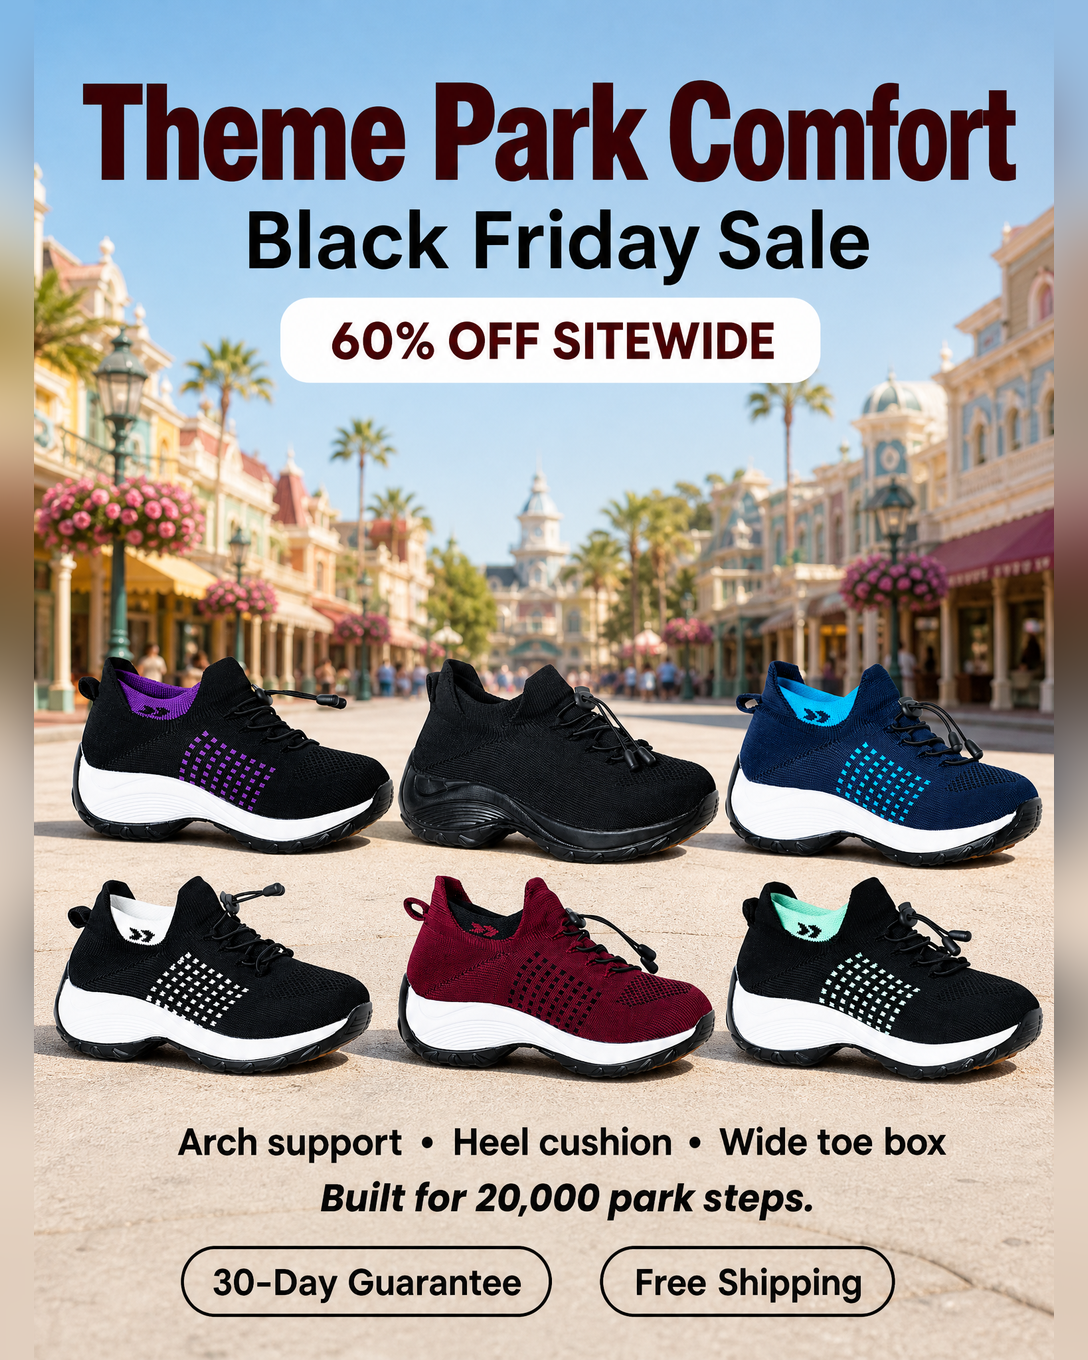 Theme Park Comfort
Black Friday Sale
60% OFF SITEWIDE
Arch support • Heel cushion • Wide toe box
Built for 20,000 park steps.
30-Day Guarantee
Free Shipping